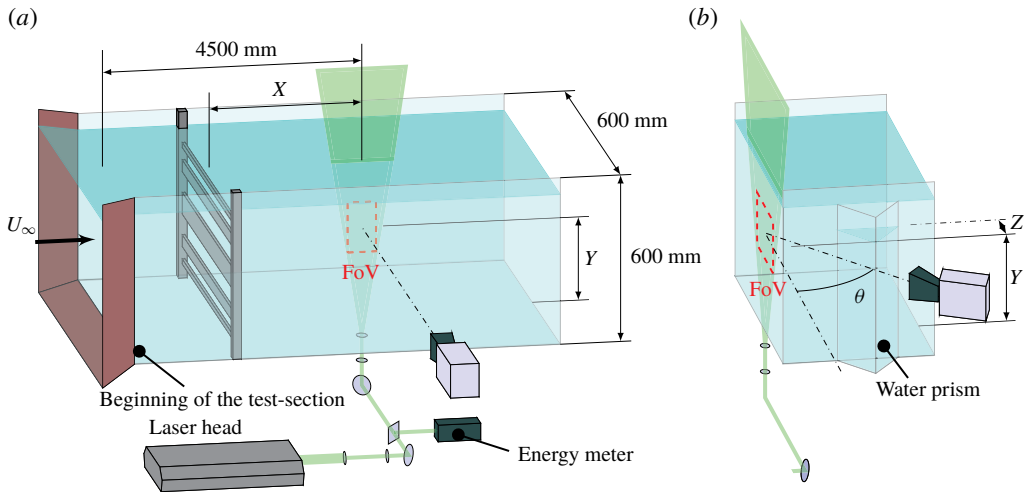 (a)
4500 mm
X
600 mm
U∞
FoV
Y
600 mm
Beginning of the test-section
Laser head
Energy meter
(b)
Z
FoV
θ
Y
Water prism